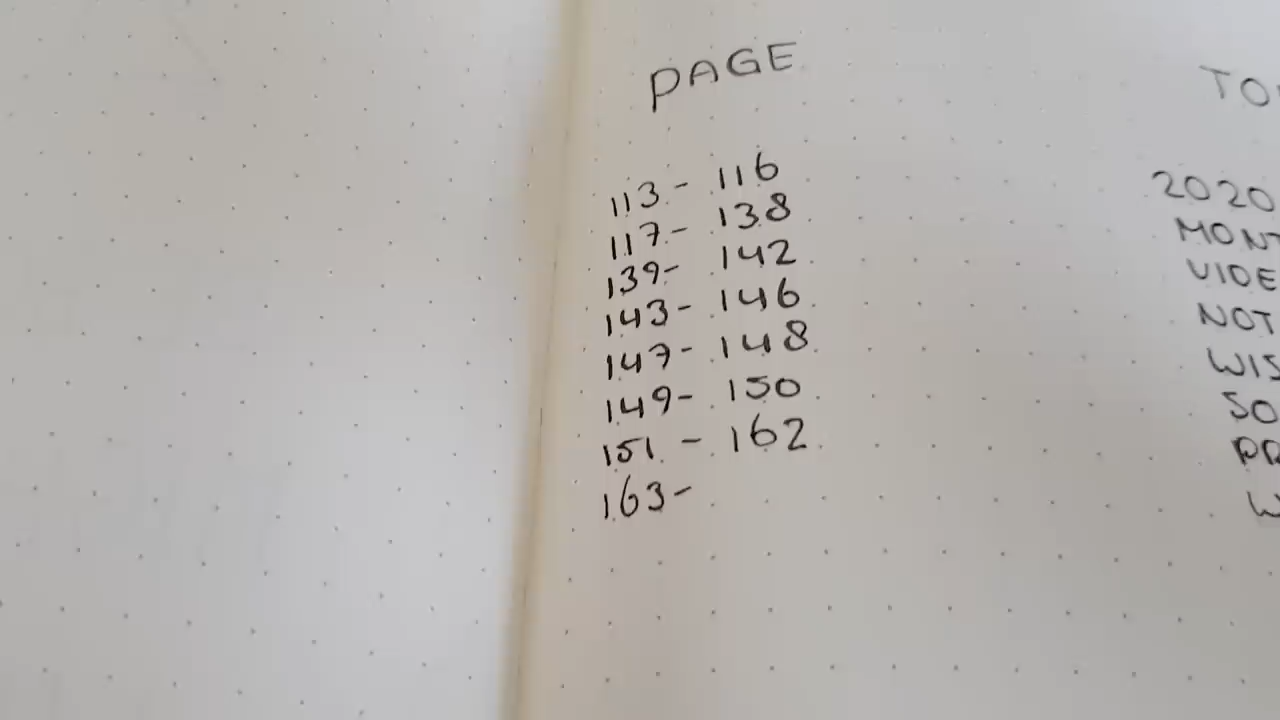 PAGE
113 - 116 2020
117 - 138
139 - 142
143 - 146
147 - 148
149 - 150
151 - 162
163 -